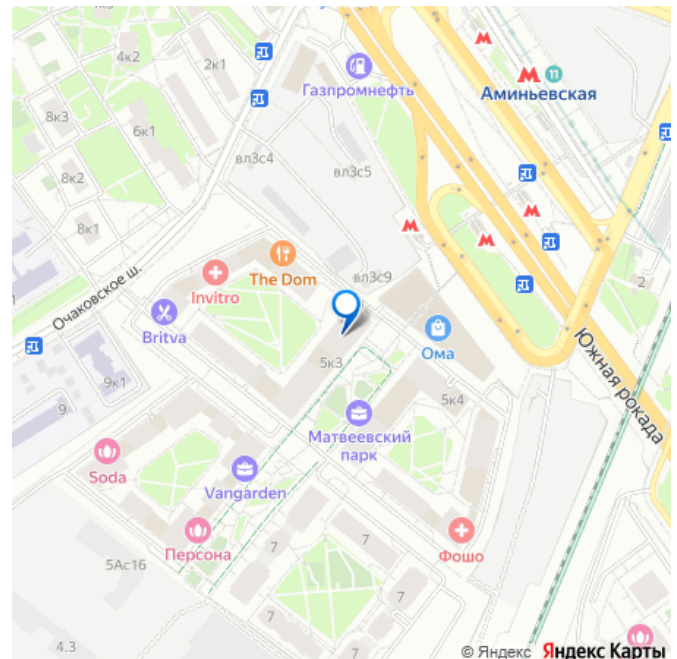 4к2
2к1
8к3
6к1
8к2
8к1
Газпромнефть
11
Аминьевская
вл3с4
вл3с5
вл3с9
The Dom
Invitro
Britva
Очаковское ш.
2
Ома
Южная рокада
5к3
5к4
9к1
9
Матвеевский
парк
Soda
Vangarden
Персона
Фошо
7
7
7
7
7
5Ас16
4.3
© Яндекс Яндекс Карты